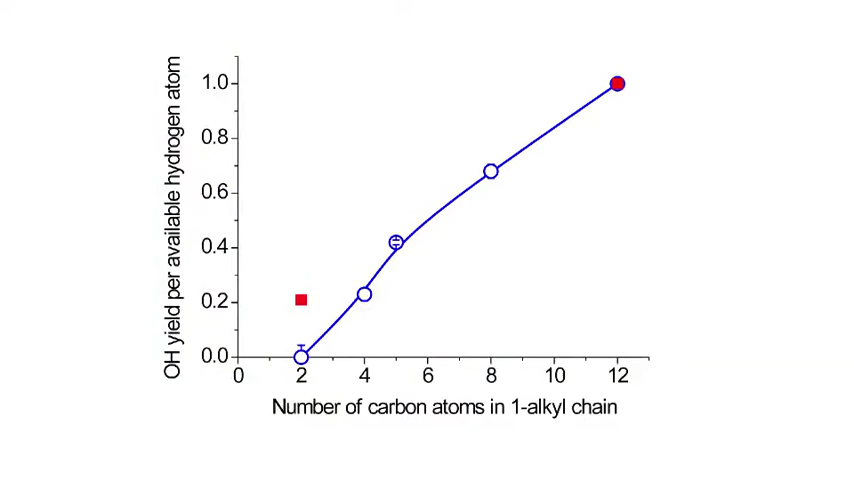 OH yield per available hydrogen atom
1.0
0.8
0.6
0.4
0.2
0.0
0 2 4 6 8 10 12
Number of carbon atoms in 1-alkyl chain